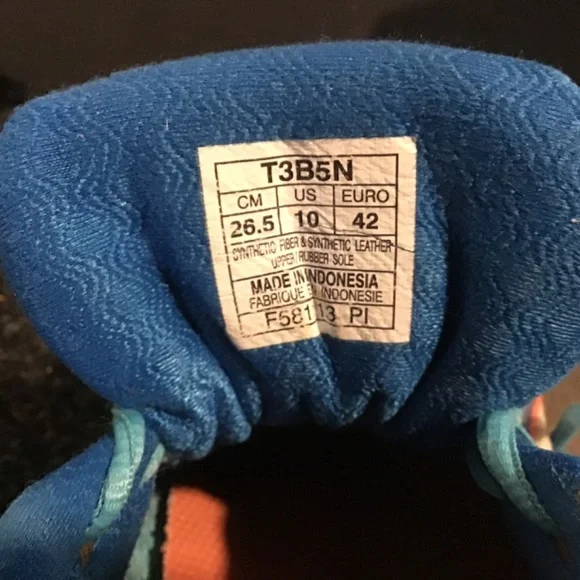 T3B5N
CM US EURO
26.5 10 42
SYNTHETIC FIBER & SYNTHETIC LEATHER
UPPER/RUBBER SOLE
MADE IN INDONESIA
FABRIQUE EN INDONESIE
PI